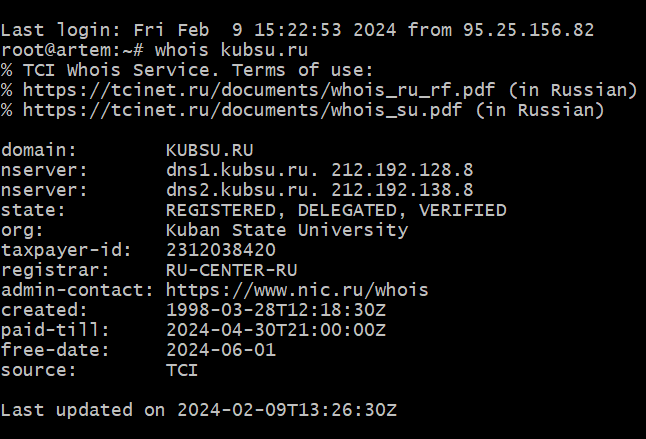 Last login: Fri Feb  9 15:22:53 2024 from 95.25.156.82
root@artem:~# whois kubsu.ru
% TCI Whois Service. Terms of use:
% https://tcinet.ru/documents/whois_ru_rf.pdf (in Russian)
% https://tcinet.ru/documents/whois_su.pdf (in Russian)

domain:        KUBSU.RU
nserver:       dns1.kubsu.ru. 212.192.128.8
nserver:       dns2.kubsu.ru. 212.192.138.8
state:         REGISTERED, DELEGATED, VERIFIED
org:           Kuban State University
taxpayer-id:   2312038420
registrar:     RU-CENTER-RU
admin-contact: https://www.nic.ru/whois
created:       1998-03-28T12:18:30Z
paid-till:     2024-04-30T21:00:00Z
free-date:     2024-06-01
source:        TCI

Last updated on 2024-02-09T13:26:30Z